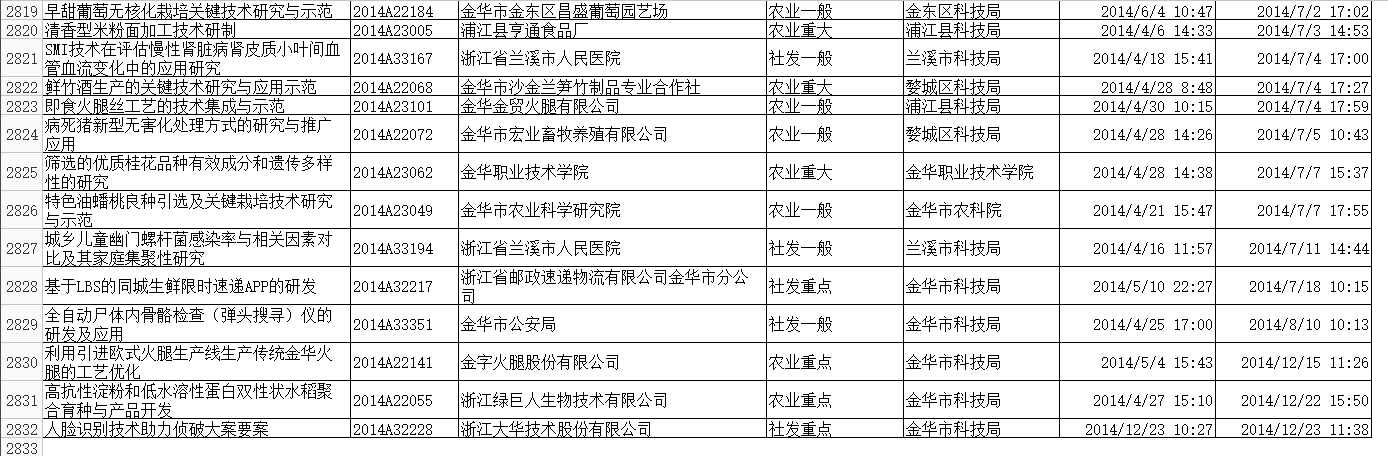 2819 早甜葡萄无核化栽培关键技术研究与示范 2014A22184 金华市金东区昌盛葡萄园艺场 农业一般 金东区科技局 2014/6/4 10:47 2014/7/2 17:02
2820 清香型米粉面加工技术研制 2014A23005 浦江县亨通食品厂 农业重大 浦江县科技局 2014/4/6 14:33 2014/7/3 14:53
2821 SMI技术在评估慢性肾脏病肾皮质小叶间血
管血流变化中的应用研究 2014A33167 浙江省兰溪市人民医院 社发一般 兰溪市科技局 2014/4/18 15:41 2014/7/4 17:00
2822 鲜竹酒生产的关键技术研究与应用示范 2014A22068 金华市沙金兰笋竹制品专业合作社 农业重大 婺城区科技局 2014/4/28 8:48 2014/7/4 17:27
2823 即食火腿丝工艺的技术集成与示范 2014A23101 金华金贸火腿有限公司 农业一般 浦江县科技局 2014/4/30 10:15 2014/7/4 17:59
2824 病死猪新型无害化处理方式的研究与推广
应用 2014A22072 金华市宏业畜牧养殖有限公司 农业一般 婺城区科技局 2014/4/28 14:26 2014/7/5 10:43
2825 筛选的优质桂花品种有效成分和遗传多样
性的研究 2014A23062 金华职业技术学院 农业重大 金华职业技术学院 2014/4/28 14:38 2014/7/7 15:37
2826 特色油蟠桃良种引选及关键栽培技术研究
与示范 2014A23049 金华市农业科学研究院 农业一般 金华市农科院 2014/4/21 15:47 2014/7/7 17:55
2827 城乡儿童幽门螺杆菌感染率与相关因素对
比及其家庭集聚性研究 2014A33194 浙江省兰溪市人民医院 社发一般 兰溪市科技局 2014/4/16 11:57 2014/7/11 14:44
2828 基于LBS的同城生鲜限时速递APP的研发 2014A32217 浙江省邮政速递物流有限公司金华市分公
司 社发重点 金华市科技局 2014/5/10 22:27 2014/7/18 10:15
2829 全自动尸体内骨骼检查（弹头搜寻）仪的
研发及应用 2014A33351 金华市公安局 社发一般 金华市科技局 2014/4/25 17:00 2014/8/10 10:13
2830 利用引进欧式火腿生产线生产传统金华火
腿的工艺优化 2014A22141 金字火腿股份有限公司 农业重点 金华市科技局 2014/5/4 15:43 2014/12/15 11:26
2831 高抗性淀粉和低水溶性蛋白双性状水稻聚
合育种与产品开发 2014A22055 浙江绿巨人生物技术有限公司 农业重点 金华市科技局 2014/4/27 15:10 2014/12/22 15:50
2832 人脸识别技术助力侦破大案要案 2014A32228 浙江大华技术股份有限公司 社发重点 金华市科技局 2014/12/23 10:27 2014/12/23 11:38
2833